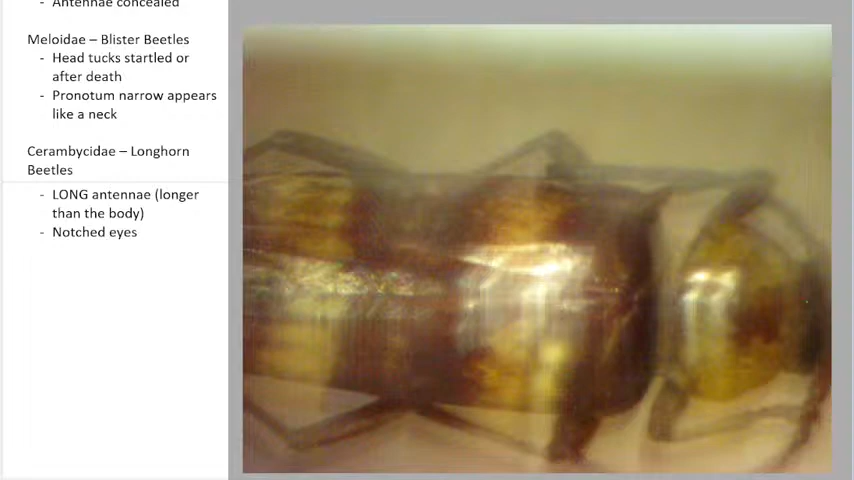 - Antennae concealed
Meloidae – Blister Beetles
- Head tucks startled or
after death
- Pronotum narrow appears
like a neck
Cerambycidae – Longhorn
Beetles
- LONG antennae (longer
than the body)
- Notched eyes